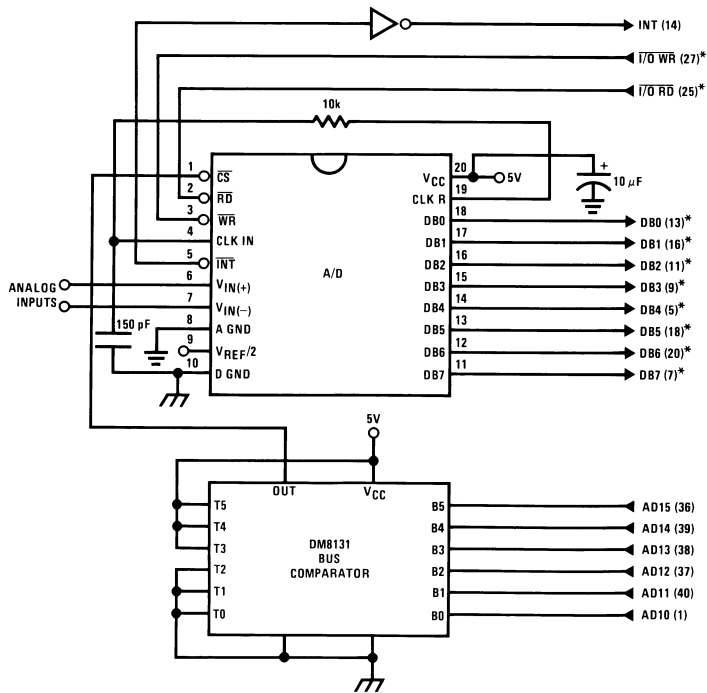 INT (14)
I/O WR (27)*
I/O RD (25)*
10k
1 CS
2 RD
3 WR
4 CLK IN
5 INT
6 VIN(+)
7 VIN(−)
8 A GND
9 VREF/2
10 D GND
ANALOG
INPUTS
150 pF
A/D
VCC 20 5V
CLK R 19
DB0 18 DB0 (13)*
DB1 17 DB1 (16)*
DB2 16 DB2 (11)*
DB3 15 DB3 (9)*
DB4 14 DB4 (5)*
DB5 13 DB5 (18)*
DB6 12 DB6 (20)*
DB7 11 DB7 (7)*
+
10 μF
5V
OUT VCC
T5
T4
T3
T2
T1
T0
DM8131
BUS
COMPARATOR
B5 AD15 (36)
B4 AD14 (39)
B3 AD13 (38)
B2 AD12 (37)
B1 AD11 (40)
B0 AD10 (1)